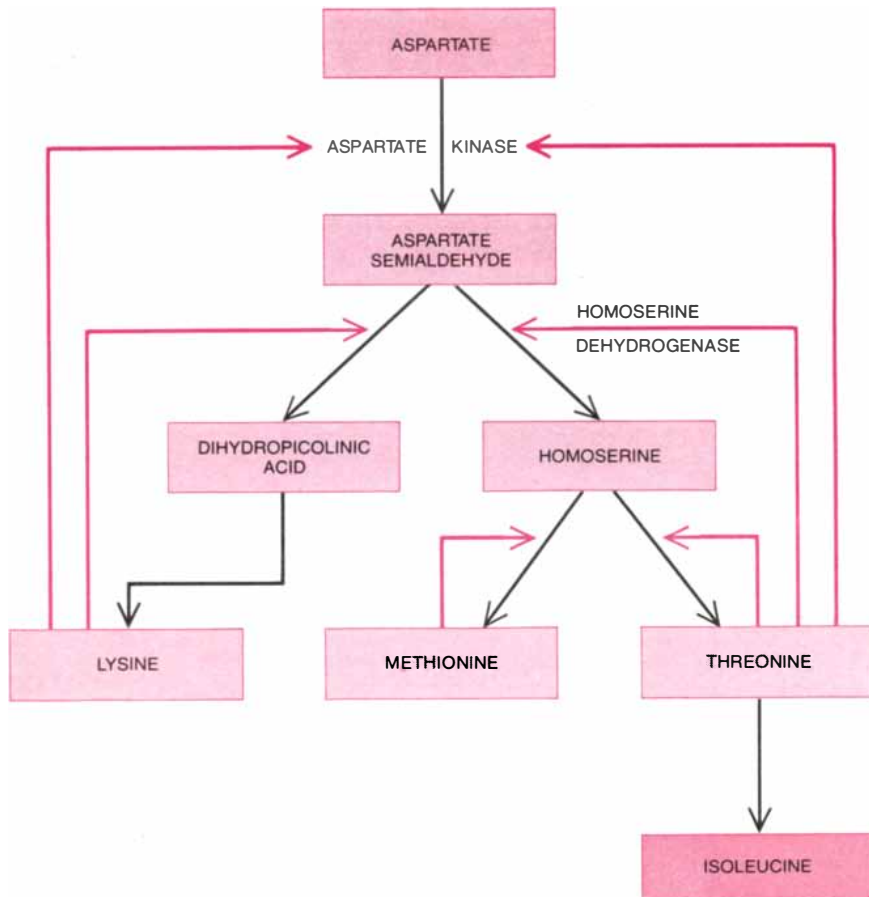 ASPARTATE
ASPARTATE KINASE
ASPARTATE
SEMIALDEHYDE
HOMOSERINE
DEHYDROGENASE
DIHYDROPICOLINIC
ACID
HOMOSERINE
LYSINE
METHIONINE
THREONINE
ISOLEUCINE